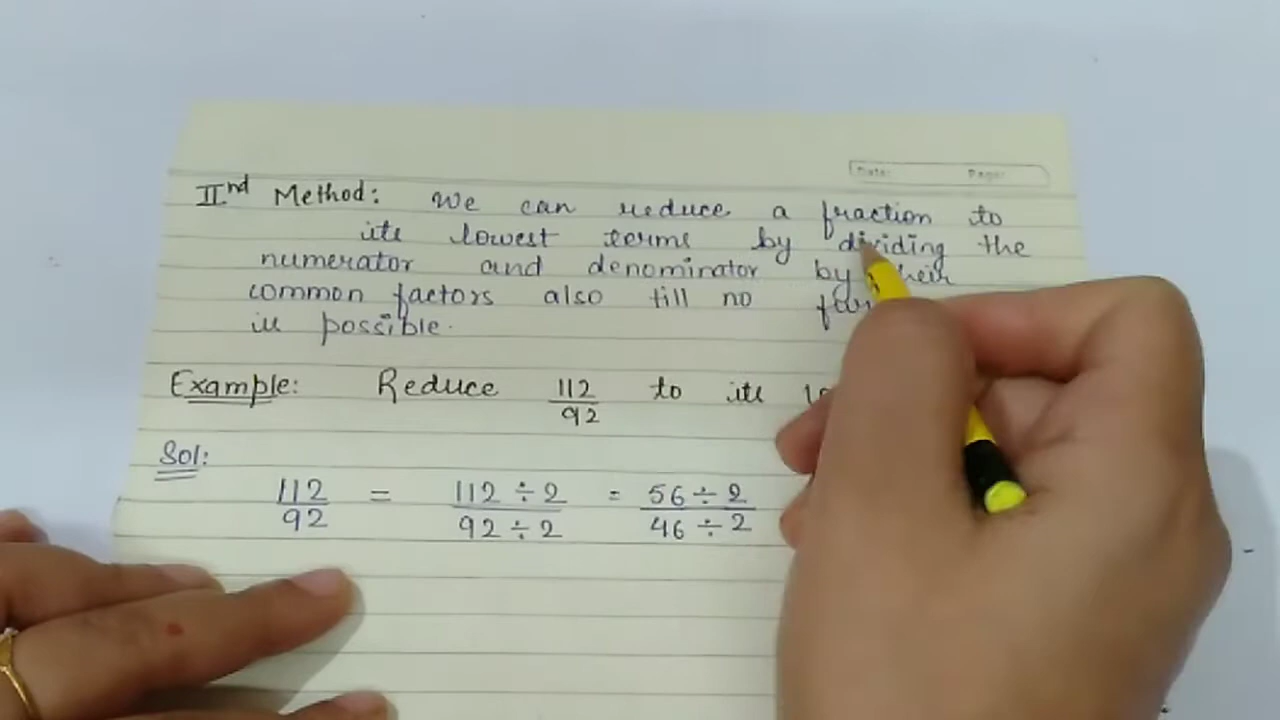 Date: Page:
IInd Method: We can reduce a fraction to
its lowest terms by dividing the
numerator and denominator by
common factors also till no
is possible.
Example: Reduce 112/92 to its
Sol:
112/92 = 112 ÷ 2/92 ÷ 2 = 56 ÷ 2/46 ÷ 2